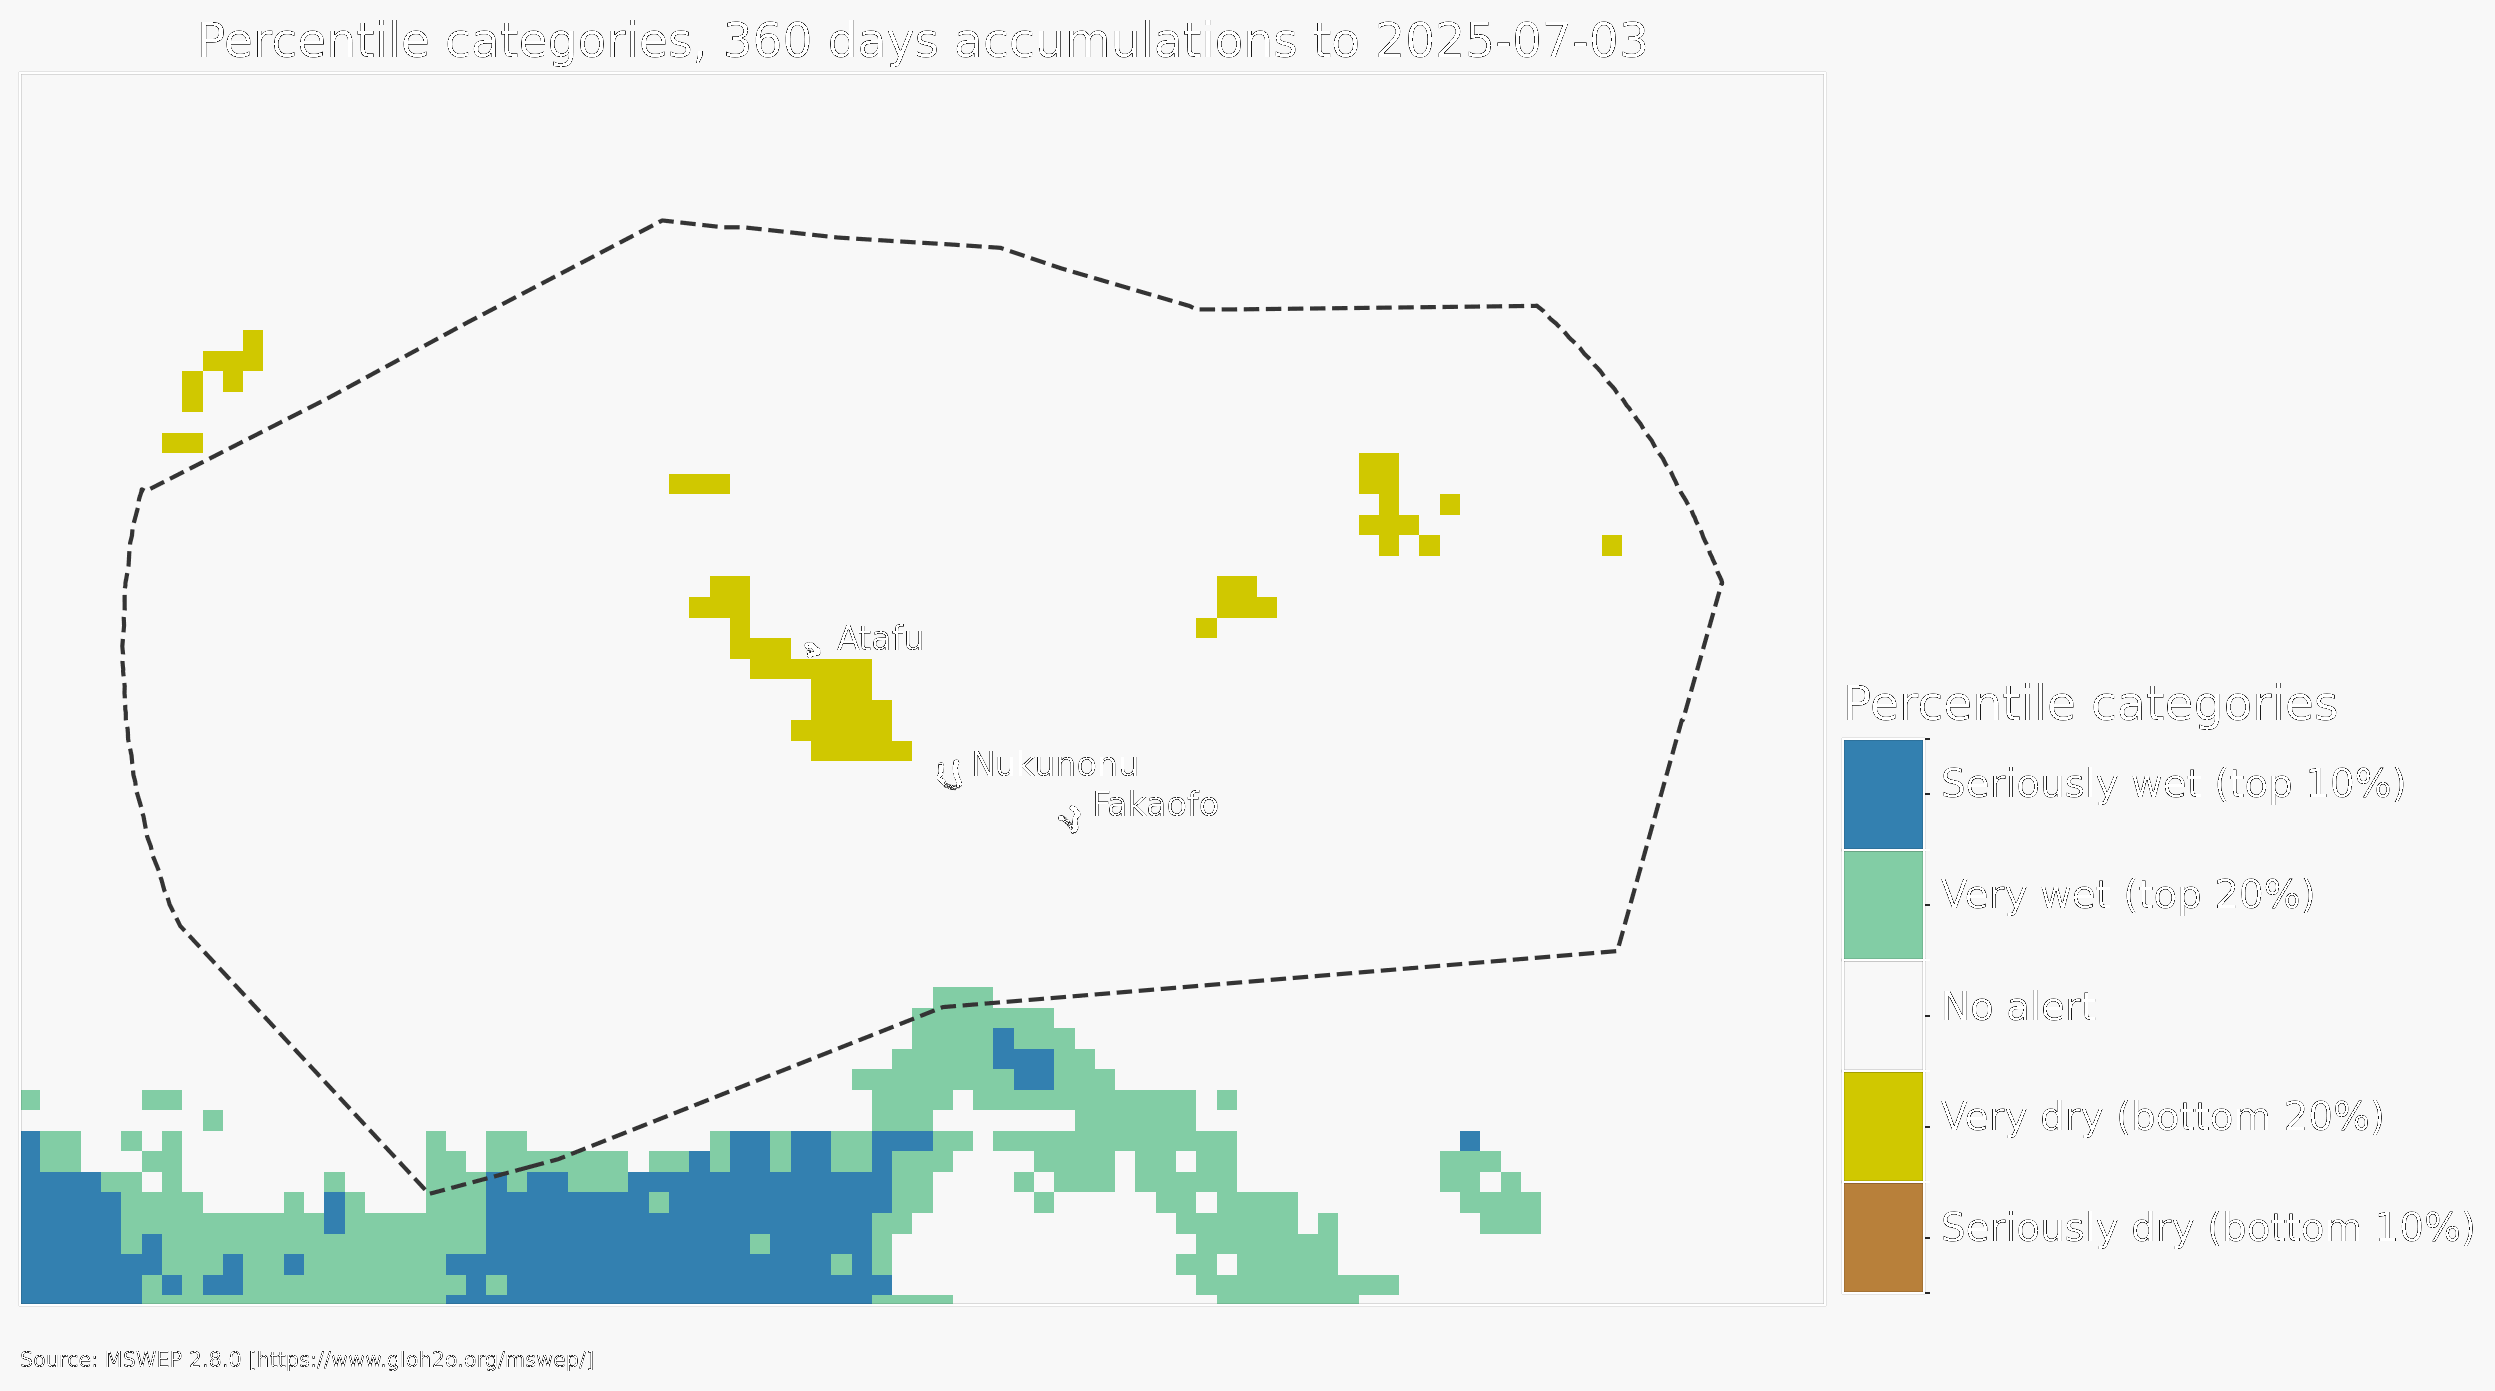 Percentile categories, 360 days accumulations to 2025-07-03
Atafu
Nukunonu
Fakaofo
Percentile categories
Seriously wet (top 10%)
Very wet (top 20%)
No alert
Very dry (bottom 20%)
Seriously dry (bottom 10%)
Source: MSWEP 2.8.0 [https://www.gloh2o.org/mswep/]